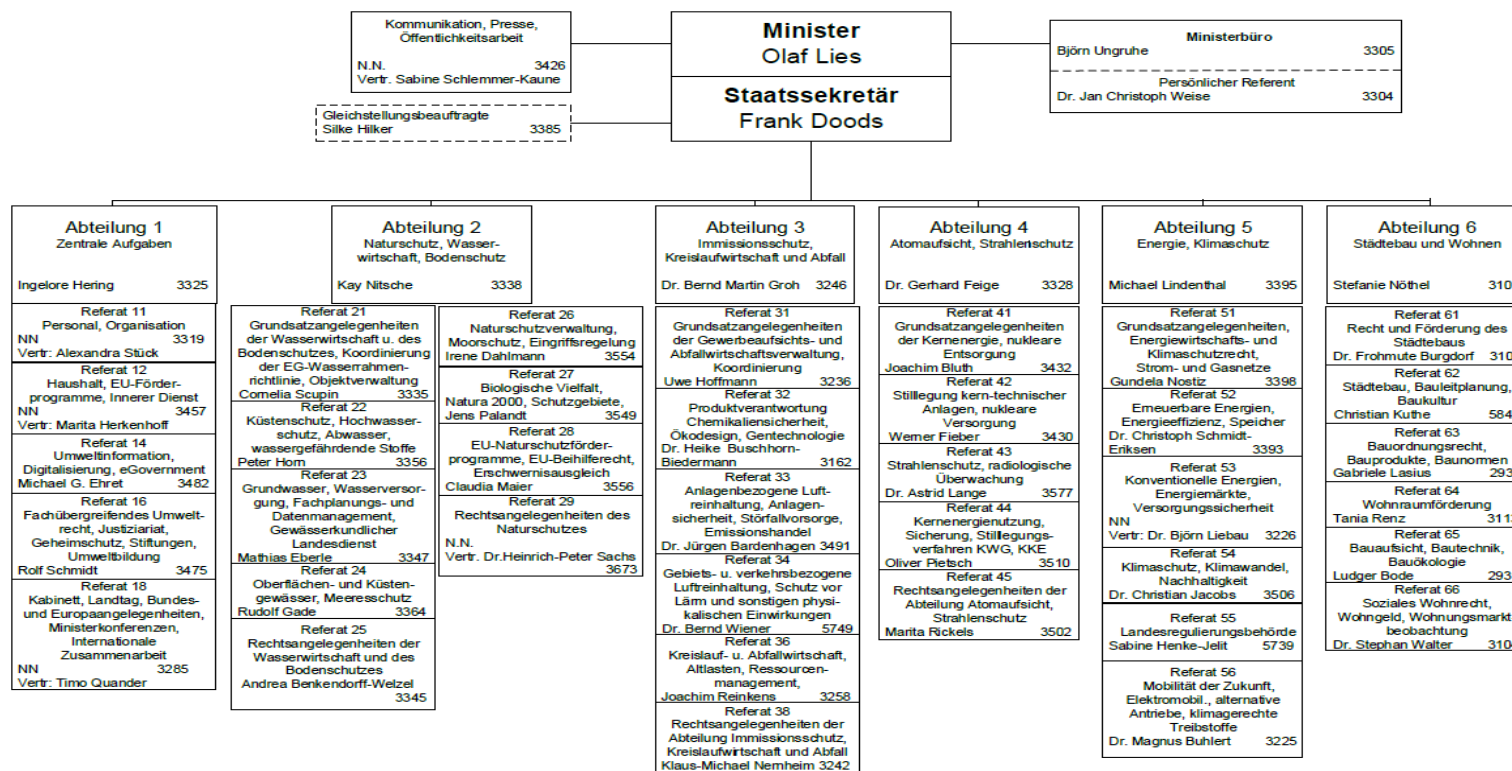 Kommunikation, Presse,
Öffentlichkeitsarbeit
N.N. 3426
Vertr. Sabine Schlemmer-Kaune
Minister
Olaf Lies
Staatssekretär
Frank Doods
Ministerbüro
Björn Ungruhe 3305
Persönlicher Referent
Dr. Jan Christoph Weise 3304
Gleichstellungsbeauftragte
Silke Hilker 3385
Abteilung 1
Zentrale Aufgaben
Ingelore Hering 3325
Referat 11
Personal, Organisation
NN 3319
Vertr: Alexandra Stück
Referat 12
Haushalt, EU-Förder-
programme, Innerer Dienst
NN 3457
Vertr: Marita Herkenhoff
Referat 14
Umweltinformation,
Digitalisierung, eGovernment
Michael G. Ehret 3482
Referat 16
Fachübergreifendes Umwelt-
recht, Justiziariat,
Geheimschutz, Stiftungen,
Umweltbildung
Rolf Schmidt 3475
Referat 18
Kabinett, Landtag, Bundes-
und Europaangelegenheiten,
Ministerkonferenzen,
Internationale
Zusammenarbeit
NN 3285
Vertr: Timo Quander
Abteilung 2
Naturschutz, Wasser-
wirtschaft, Bodenschutz
Kay Nitsche 3338
Referat 21
Grundsatzangelegenheiten
der Wasserwirtschaft u. des
Bodenschutzes, Koordinierung
der EG-Wasserrahmen-
richtlinie, Objektverwaltung
Cornelia Scupin 3335
Referat 22
Küstenschutz, Hochwasser-
schutz, Abwasser,
wassergefährdende Stoffe
Peter Horn 3356
Referat 23
Grundwasser, Wasserversor-
gung, Fachplanungs- und
Datenmanagement,
Gewässerkundlicher
Landesdienst
Mathias Eberle 3347
Referat 24
Oberflächen- und Küsten-
gewässer, Meeresschutz
Rudolf Gade 3364
Referat 25
Rechtsangelegenheiten der
Wasserwirtschaft und des
Bodenschutzes
Andrea Benkendorff-Welzel
3345
Referat 26
Naturschutzverwaltung,
Moorschutz, Eingriffsregelung
Irene Dahlmann 3554
Referat 27
Biologische Vielfalt,
Natura 2000, Schutzgebiete,
Jens Palandt 3549
Referat 28
EU-Naturschutzförder-
programme, EU-Beihilferecht,
Erschwernisausgleich
Claudia Maier 3556
Referat 29
Rechtsangelegenheiten des
Naturschutzes
N.N.
Vertr. Dr.Heinrich-Peter Sachs
3673
Abteilung 3
Immissionsschutz,
Kreislaufwirtschaft und Abfall
Dr. Bernd Martin Groh 3246
Referat 31
Grundsatzangelegenheiten
der Gewerbeaufsichts- und
Abfallwirtschaftsverwaltung,
Koordinierung
Uwe Hoffmann 3236
Referat 32
Produktverantwortung
Chemikaliensicherheit,
Ökodesign, Gentechnologie
Dr. Heike Buschhorn-
Biedermann 3162
Referat 33
Anlagenbezogene Luft-
reinhaltung, Anlagen-
sicherheit, Störfallvorsorge,
Emissionshandel
Dr. Jürgen Bardenhagen 3491
Referat 34
Gebiets- u. verkehrsbezogene
Luftreinhaltung, Schutz vor
Lärm und sonstigen physi-
kalischen Einwirkungen
Dr. Bernd Wiener 5749
Referat 36
Kreislauf- u. Abfallwirtschaft,
Altlasten, Ressourcen-
management,
Joachim Reinkens 3258
Referat 38
Rechtsangelegenheiten der
Abteilung Immissionsschutz,
Kreislaufwirtschaft und Abfall
Klaus-Michael Nernheim 3242
Abteilung 4
Atomaufsicht, Strahlenschutz
Dr. Gerhard Feige 3328
Referat 41
Grundsatzangelegenheiten
der Kernenergie, nukleare
Entsorgung
Joachim Bluth 3432
Referat 42
Stilllegung kern-technischer
Anlagen, nukleare
Versorgung
Werner Fieber 3430
Referat 43
Strahlenschutz, radiologische
Überwachung
Dr. Astrid Lange 3577
Referat 44
Kernenergienutzung,
Sicherung, Stilllegungs-
verfahren KWG, KKE
Oliver Pietsch 3510
Referat 45
Rechtsangelegenheiten der
Abteilung Atomaufsicht,
Strahlenschutz
Marita Rickels 3502
Abteilung 5
Energie, Klimaschutz
Michael Lindenthal 3395
Referat 51
Grundsatzangelegenheiten,
Energiewirtschafts- und
Klimaschutzrecht,
Strom- und Gasnetze
Gundela Nostiz 3398
Referat 52
Erneuerbare Energien,
Energieeffizienz, Speicher
Dr. Christoph Schmidt-
Eriksen 3393
Referat 53
Konventionelle Energien,
Energiemärkte,
Versorgungssicherheit
NN
Vertr: Dr. Björn Liebau 3226
Referat 54
Klimaschutz, Klimawandel,
Nachhaltigkeit
Dr. Christian Jacobs 3506
Referat 55
Landesregulierungsbehörde
Sabine Henke-Jelit 5739
Referat 56
Mobilität der Zukunft,
Elektromobil., alternative
Antriebe, klimagerechte
Treibstoffe
Dr. Magnus Buhlert 3225
Abteilung 6
Städtebau und Wohnen
Stefanie Nöthel 310
Referat 61
Recht und Förderung des
Städtebaus
Dr. Frohmute Burgdorf 310
Referat 62
Städtebau, Bauleitplanung,
Baukultur
Christian Kuthe 584
Referat 63
Bauordnungsrecht,
Bauprodukte, Baunormen
Gabriele Lasius 293
Referat 64
Wohnraumförderung
Tania Renz 311
Referat 65
Bauaufsicht, Bautechnik,
Bauökologie
Ludger Bode 293
Referat 66
Soziales Wohnrecht,
Wohngeld, Wohnungsmarkt
beobachtung
Dr. Stephan Walter 310